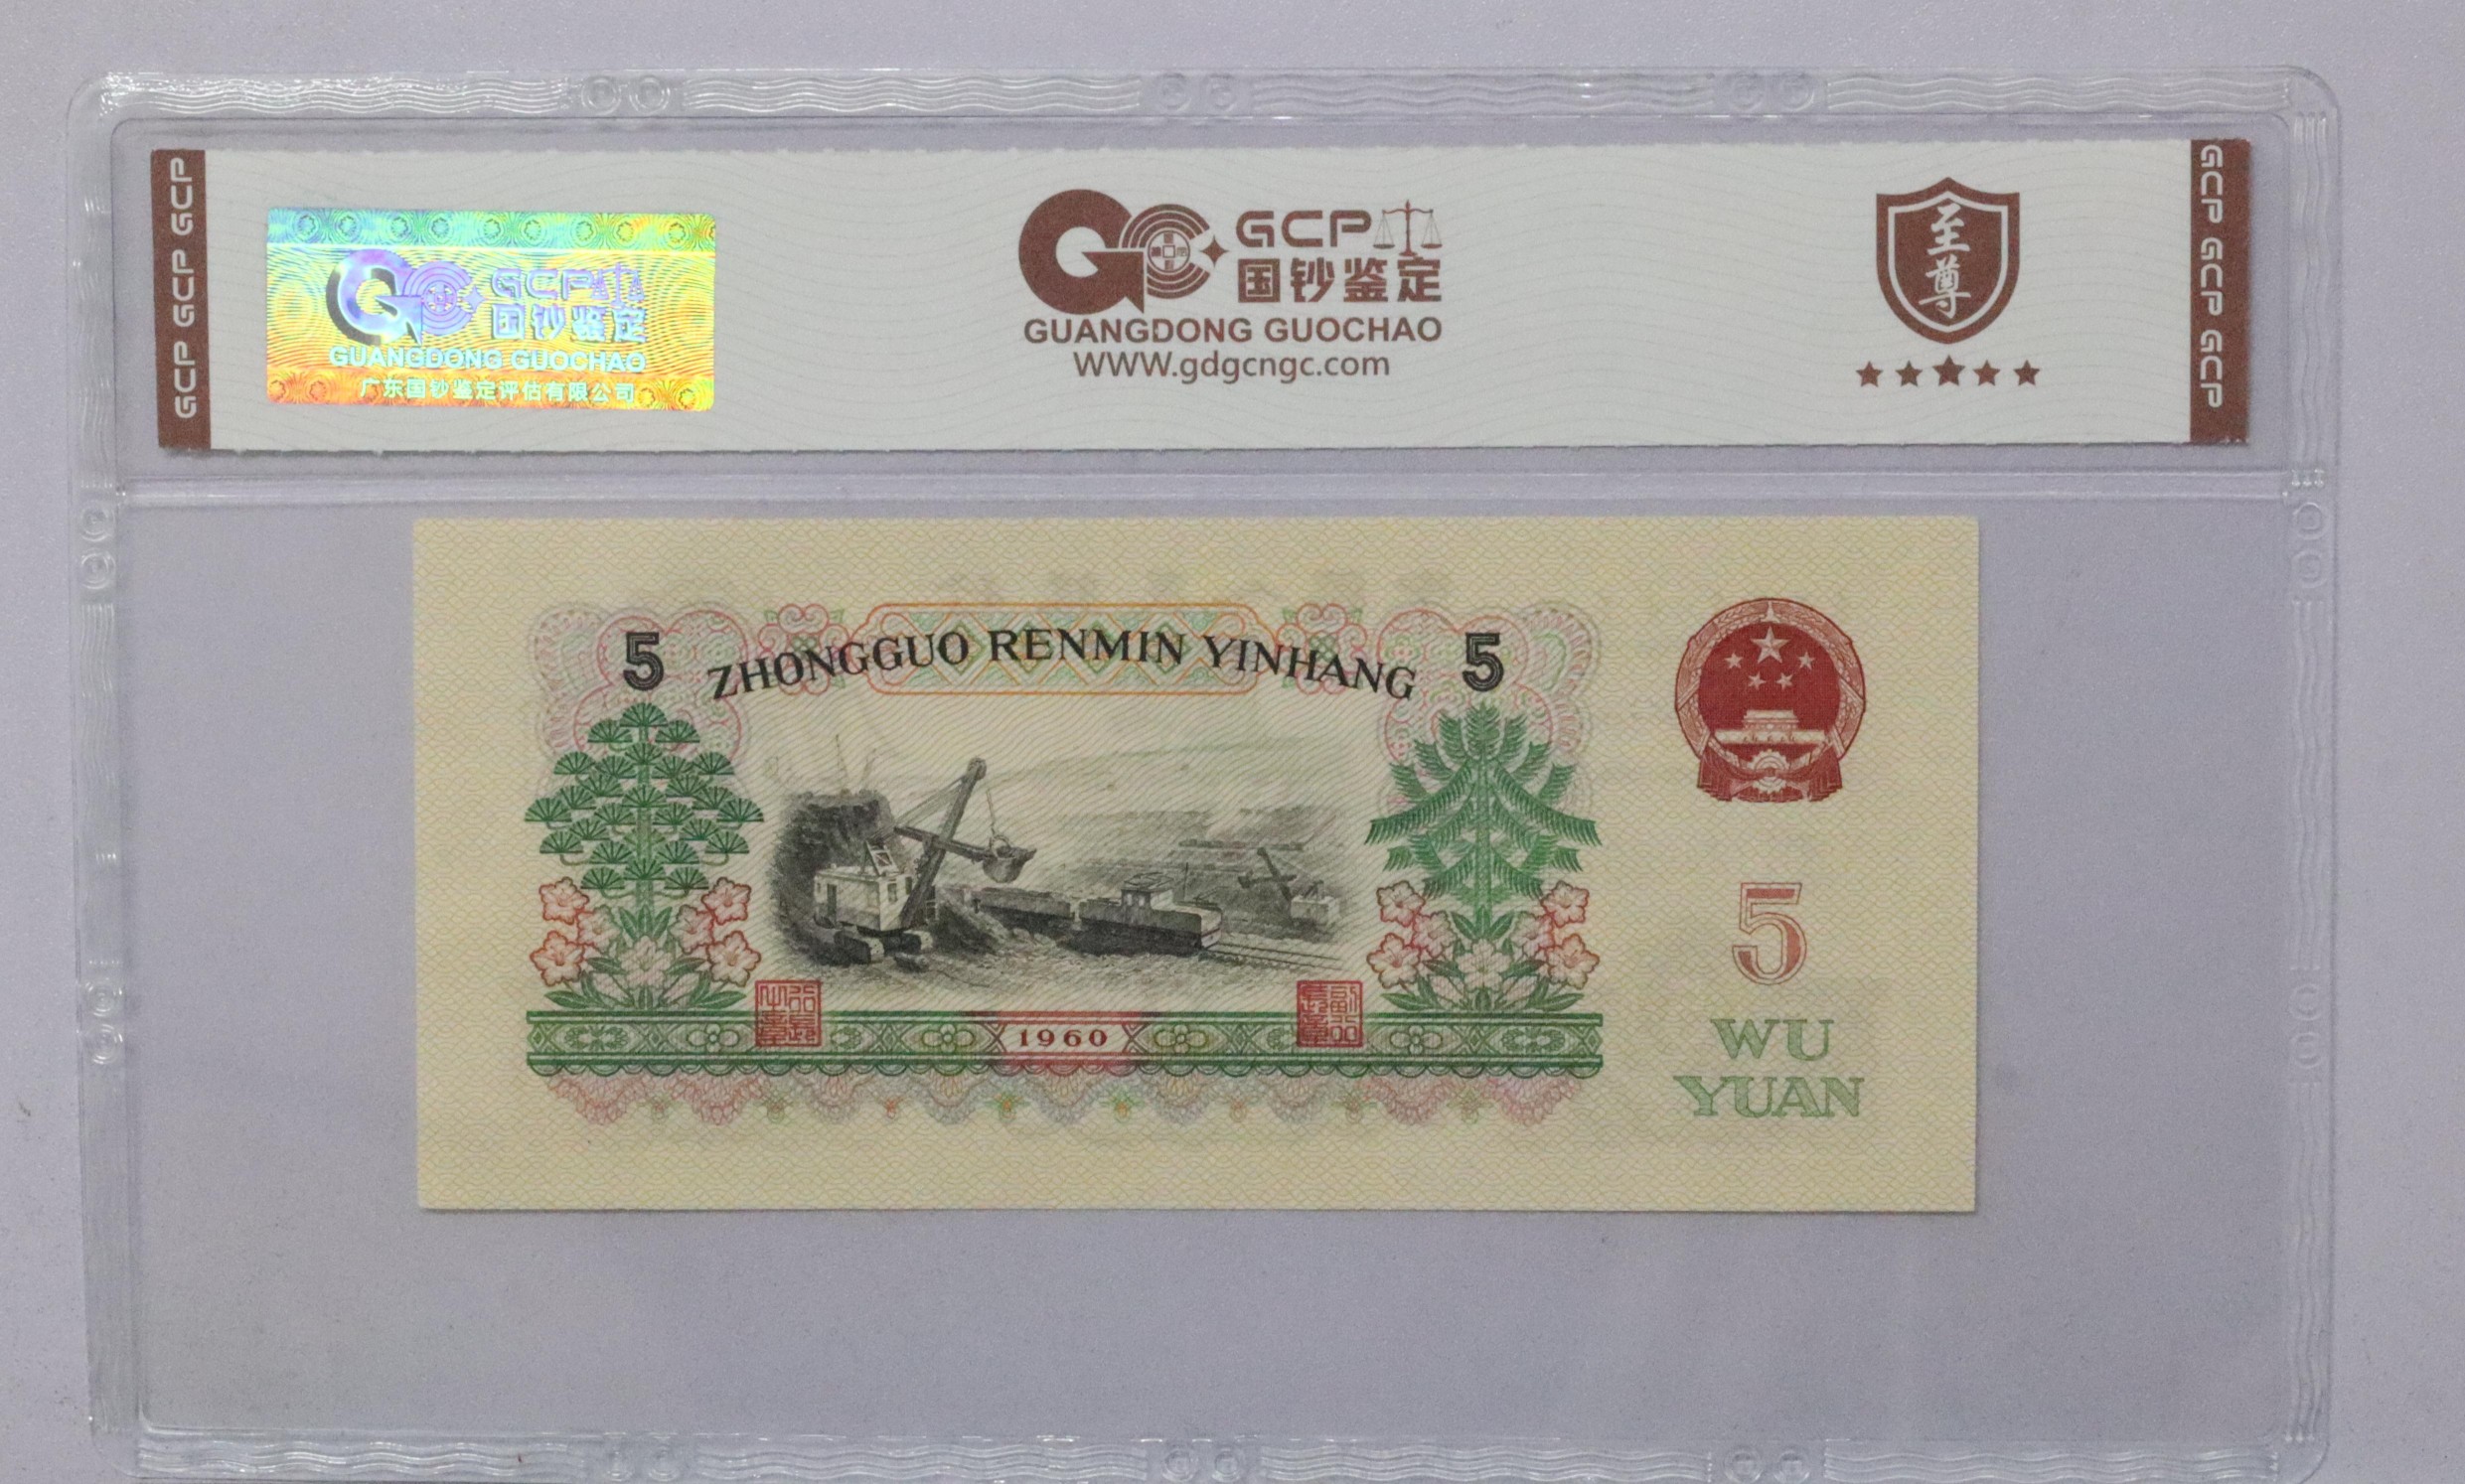 GCP GCP GCP
GCP
国钞鉴定
GUANGDONG GUOCHAO
广东国钞鉴定评估有限公司
GCP
国钞鉴定
GUANGDONG GUOCHAO
WWW.gdgcngc.com
至尊
GCP GCP GCP
5 ZHONGGUO RENMIN YINHANG 5
1960
5
WU
YUAN